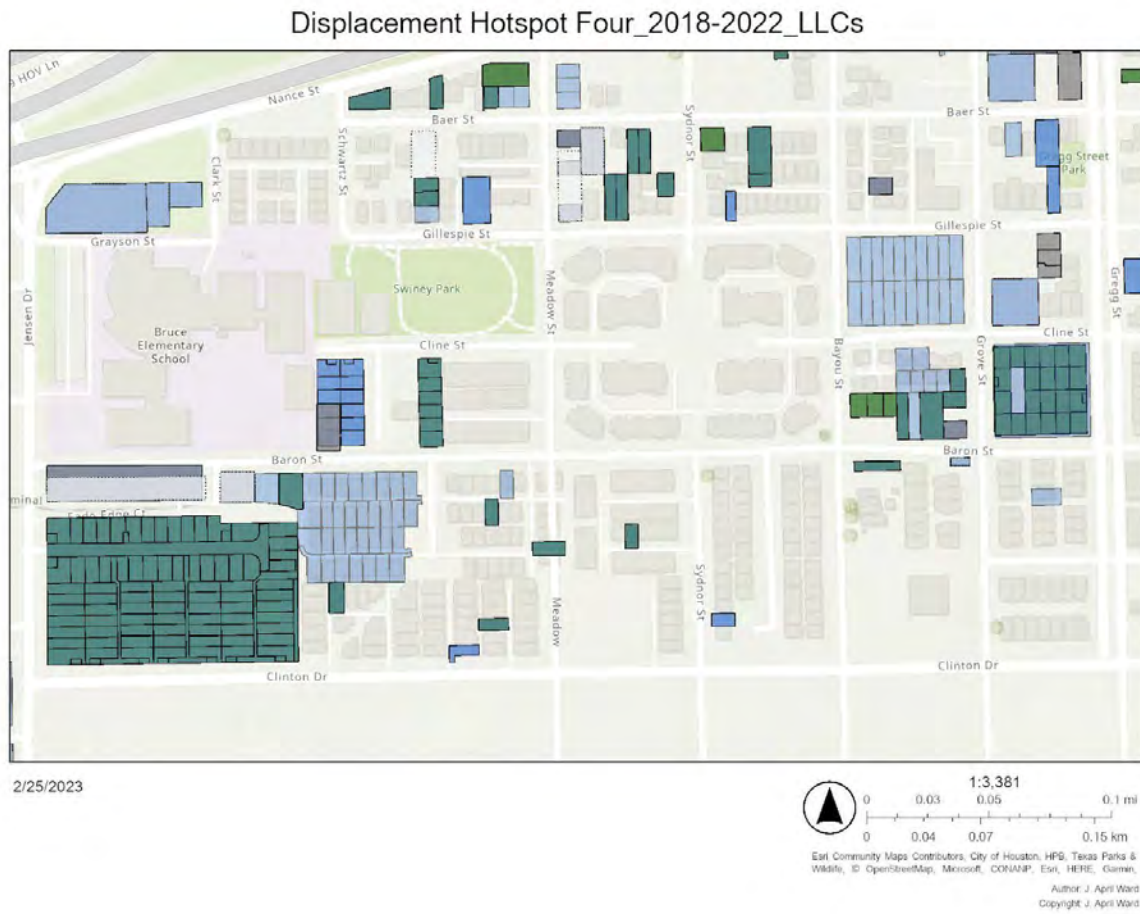 Displacement Hotspot Four_2018-2022_LLCs
9 HOV Ln
Nance St
Baer St
Baer St
Schwartz St
Sydnor St
Clark St
Gregg Street
Park
Grayson St
Gillespie St
Gillespie St
Jensen Dr
Swiney Park
Meadow St
Gregg St
Bruce
Elementary
School
Cline St
Cline St
Bayou St
Grove St
Baron St
Baron St
minal
Sydnor St
Meadow
Clinton Dr
Clinton Dr
2/25/2023
1:3,381
0 0.03 0.05 0.1 mi
0 0.04 0.07 0.15 km
Esri Community Maps Contributors, City of Houston, HPB, Texas Parks &
Wildlife, © OpenStreetMap, Microsoft, CONANP, Esri, HERE, Garmin,
Author: J. April Ward
Copyright: J. April Ward